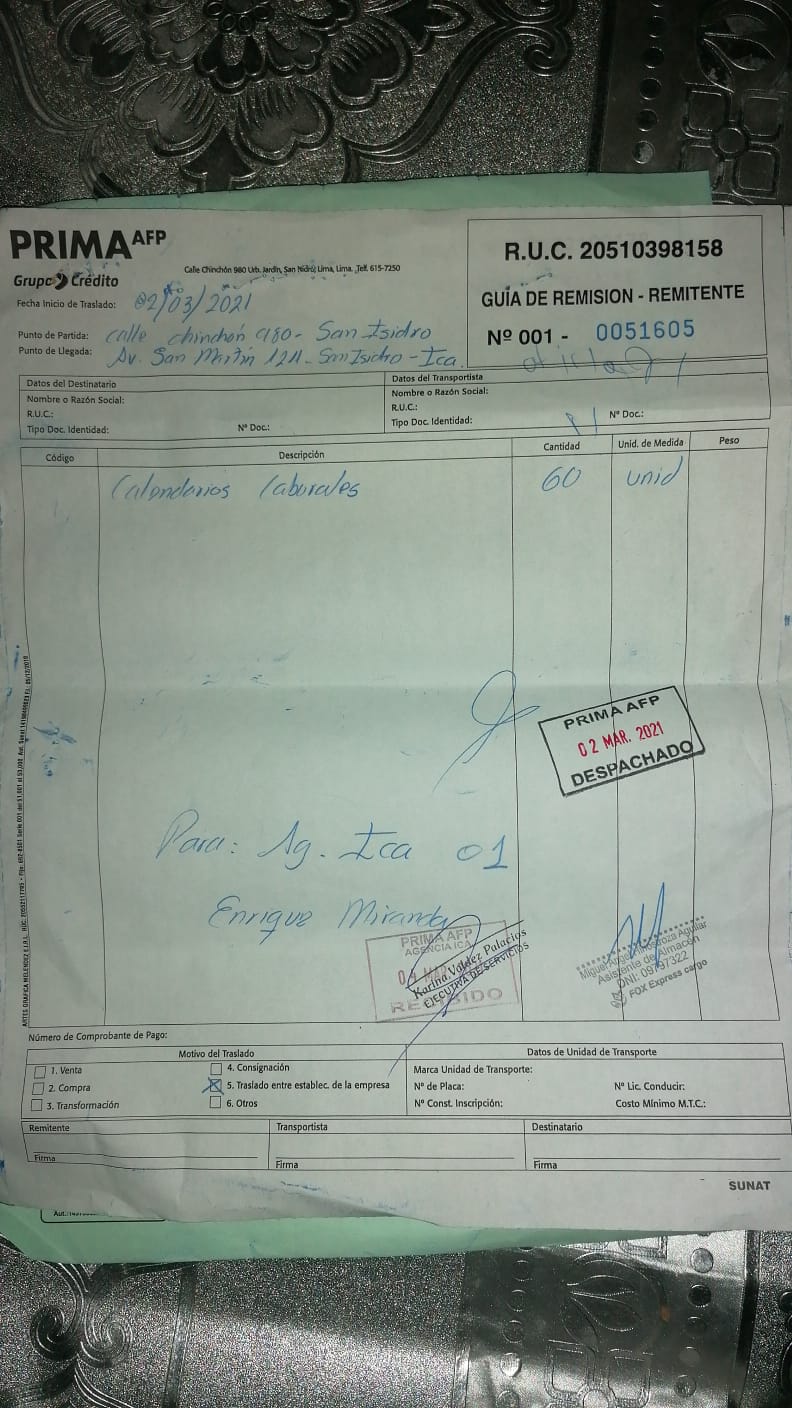 PRIMA AFP
Grupo Crédito
Calle Chinchón 980 Urb. Jardín, San Isidro, Lima, Lima. Telf. 615-7250
R.U.C. 20510398158
GUÍA DE REMISION - REMITENTE
Nº 001 - 0051605
Fecha Inicio de Traslado: 02/03/2021
Punto de Partida: calle chinchón 980 - San Isidro
Punto de Llegada: Av. San Martín 1211 - San Isidro - Ica
Datos del Destinatario
Nombre o Razón Social:
R.U.C.:
Tipo Doc. Identidad: Nº Doc.:
Datos del Transportista
Nombre o Razón Social:
R.U.C.:
Tipo Doc. Identidad: Nº Doc.:
Código Descripción Cantidad Unid. de Medida Peso
Calendarios laborales 60 unid
PRIMA AFP
02 MAR. 2021
DESPACHADO
Para: Ag. Ica 01
Enrique Miranda
PRIMA AFP
AGENCIA ICA
RECIBIDO
Karina Valdez Palacios
EJECUTIVA DE SERVICIOS
Asistente de Almacén
DNI: 09797322
FOX Express cargo
Número de Comprobante de Pago:
Motivo del Traslado
1. Venta
2. Compra
3. Transformación
4. Consignación
5. Traslado entre establec. de la empresa
6. Otros
Datos de Unidad de Transporte
Marca Unidad de Transporte:
Nº de Placa: Nº Lic. Conducir:
Nº Const. Inscripción: Costo Mínimo M.T.C.:
Remitente Transportista Destinatario
Firma Firma Firma
SUNAT